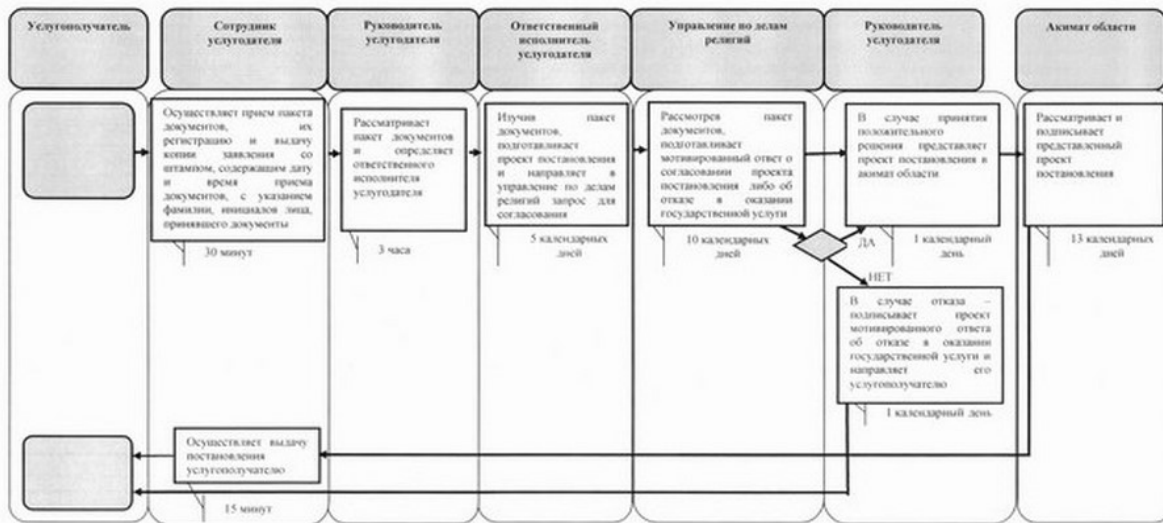 Услугополучатель
Сотрудник
услугодателя
Руководитель
услугодателя
Ответственный
исполнитель
услугодателя
Управление по делам
религий
Руководитель
услугодателя
Акимат области
Осуществляет прием пакета
документов, их
регистрацию и выдачу
копии заявления со
штампом, содержащим дату
и время приема
документов, с указанием
фамилии, инициалов лица,
принявшего документы
30 минут
Рассматривает
пакет документов
и определяет
ответственного
исполнителя
услугодателя
3 часа
Изучив пакет
документов,
подготавливает
проект постановления
и направляет в
управление по делам
религий запрос для
согласования
5 календарных
дней
Рассмотрев пакет
документов,
подготавливает
мотивированный ответ о
согласовании проекта
постановления либо об
отказе в оказании
государственной услуги
10 календарных
дней
ДА
НЕТ
В случае принятия
положительного
решения представляет
проект постановления в
акимат области
1 календарный
день
Рассматривает и
подписывает
представленный
проект
постановления
13 календарных
дней
В случае отказа –
подписывает проект
мотивированного ответа
об отказе в оказании
государственной услуги и
направляет его
услугополучателю
1 календарный день
Осуществляет выдачу
постановления
услугополучателю
15 минут